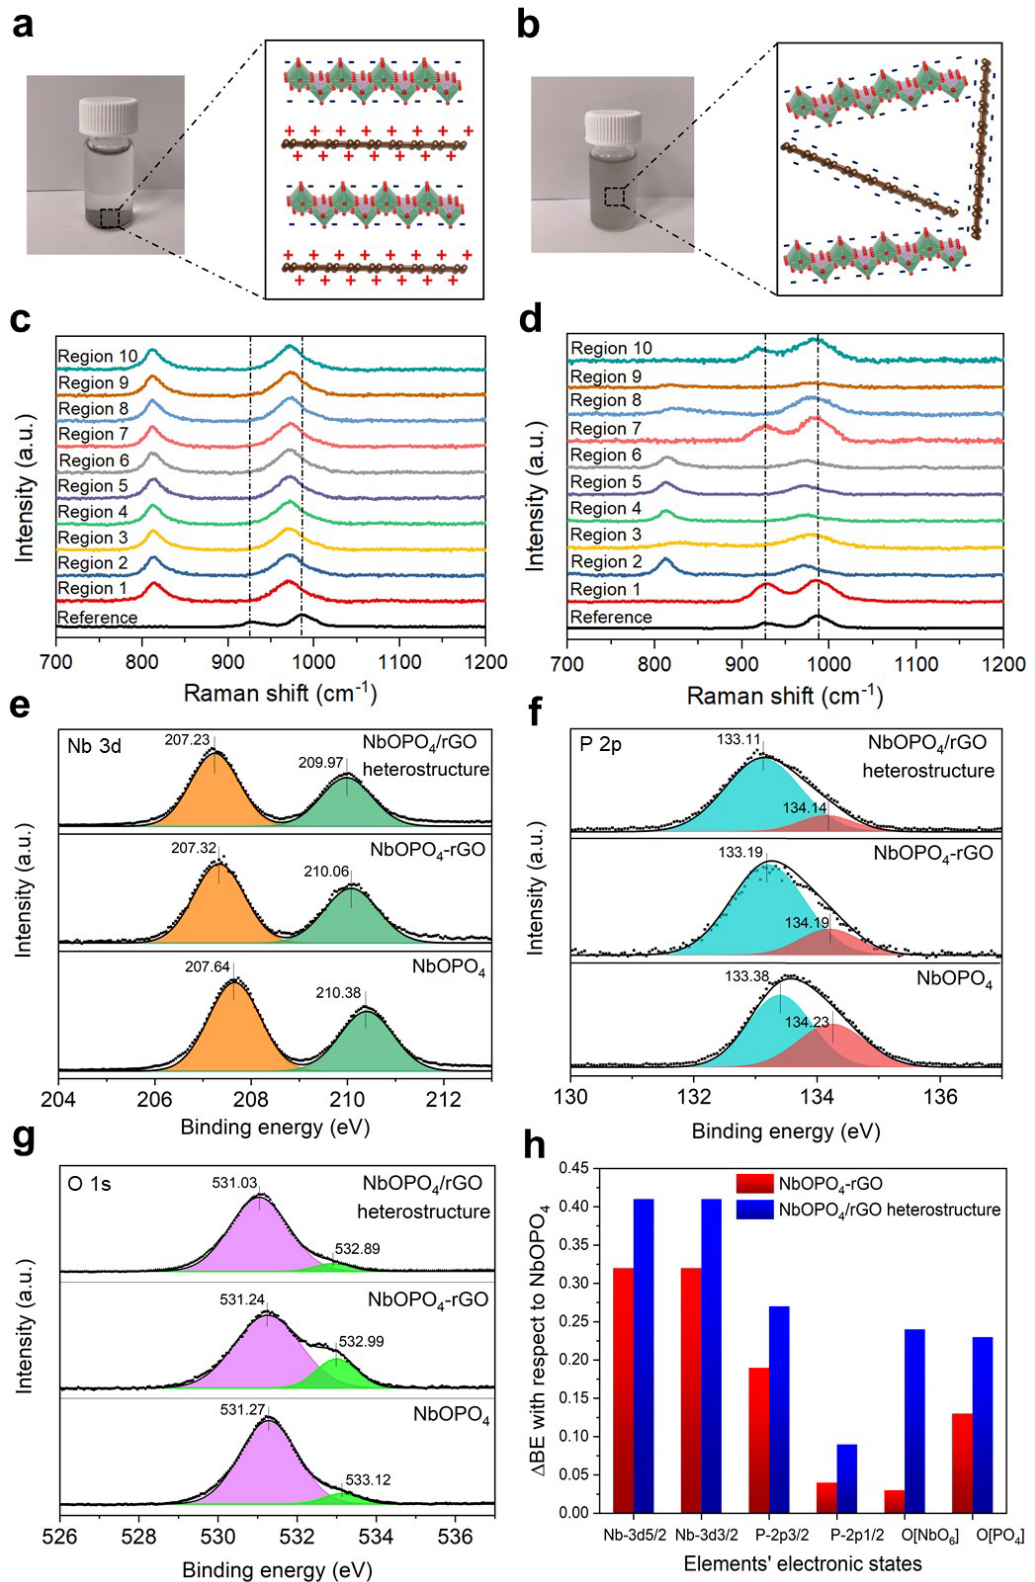 a
b
c
Region 10
Region 9
Region 8
Region 7
Region 6
Region 5
Region 4
Region 3
Region 2
Region 1
Reference
700 800 900 1000 1100 1200
Raman shift (cm⁻¹)
Intensity (a.u.)
d
Region 10
Region 9
Region 8
Region 7
Region 6
Region 5
Region 4
Region 3
Region 2
Region 1
Reference
700 800 900 1000 1100 1200
Raman shift (cm⁻¹)
Intensity (a.u.)
e
Nb 3d
207.23
209.97
NbOPO₄/rGO
heterostructure
207.32
210.06
NbOPO₄-rGO
207.64
210.38
NbOPO₄
204 206 208 210 212
Binding energy (eV)
Intensity (a.u.)
f
P 2p
133.11
134.14
NbOPO₄/rGO
heterostructure
133.19
134.19
NbOPO₄-rGO
133.38
134.23
NbOPO₄
130 132 134 136
Binding energy (eV)
Intensity (a.u.)
g
O 1s
531.03
532.89
NbOPO₄/rGO
heterostructure
531.24
532.99
NbOPO₄-rGO
531.27
533.12
NbOPO₄
526 528 530 532 534 536
Binding energy (eV)
Intensity (a.u.)
h
NbOPO₄-rGO
NbOPO₄/rGO heterostructure
0.45
0.40
0.35
0.30
0.25
0.20
0.15
0.10
0.05
0.00
ΔBE with respect to NbOPO₄
Nb-3d5/2 Nb-3d3/2 P-2p3/2 P-2p1/2 O[NbO₆] O[PO₄]
Elements' electronic states